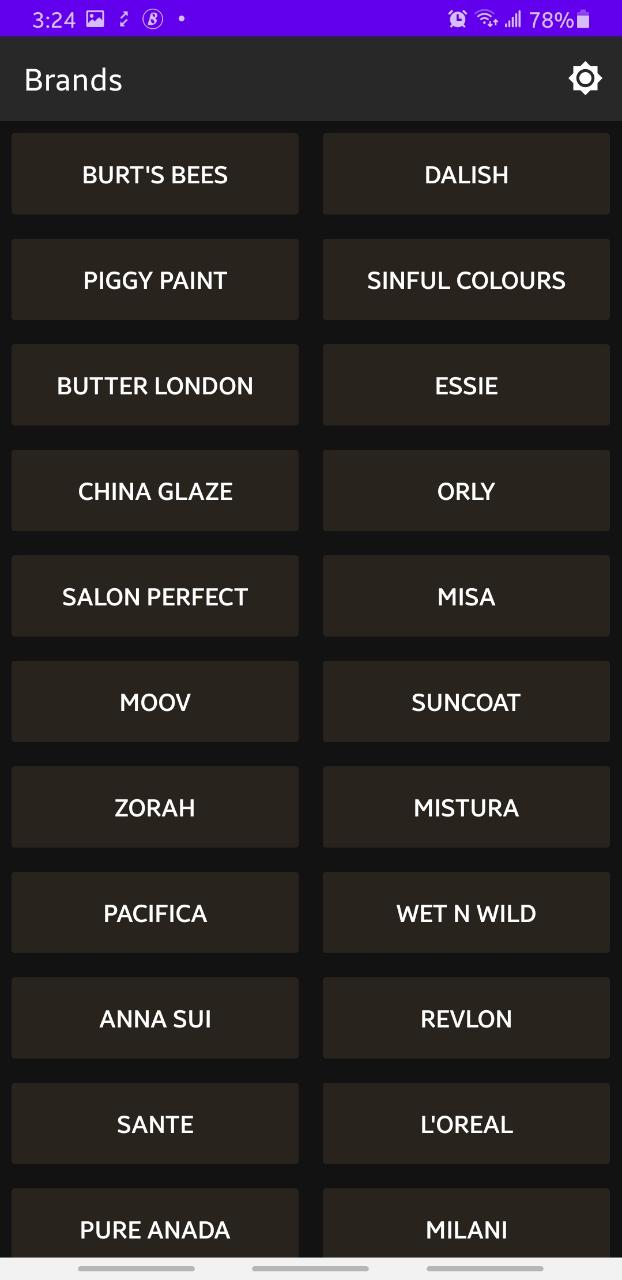 3:24 78%
Brands
BURT'S BEES DALISH
PIGGY PAINT SINFUL COLOURS
BUTTER LONDON ESSIE
CHINA GLAZE ORLY
SALON PERFECT MISA
MOOV SUNCOAT
ZORAH MISTURA
PACIFICA WET N WILD
ANNA SUI REVLON
SANTE L'OREAL
PURE ANADA MILANI